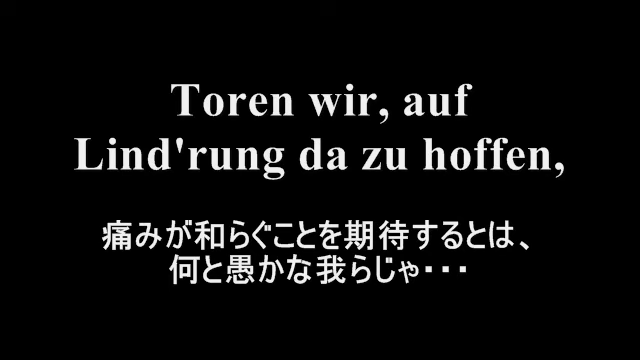 Toren wir, auf
Lind'rung da zu hoffen,
痛みが和らぐことを期待するとは、
何と愚かな我らじゃ・・・